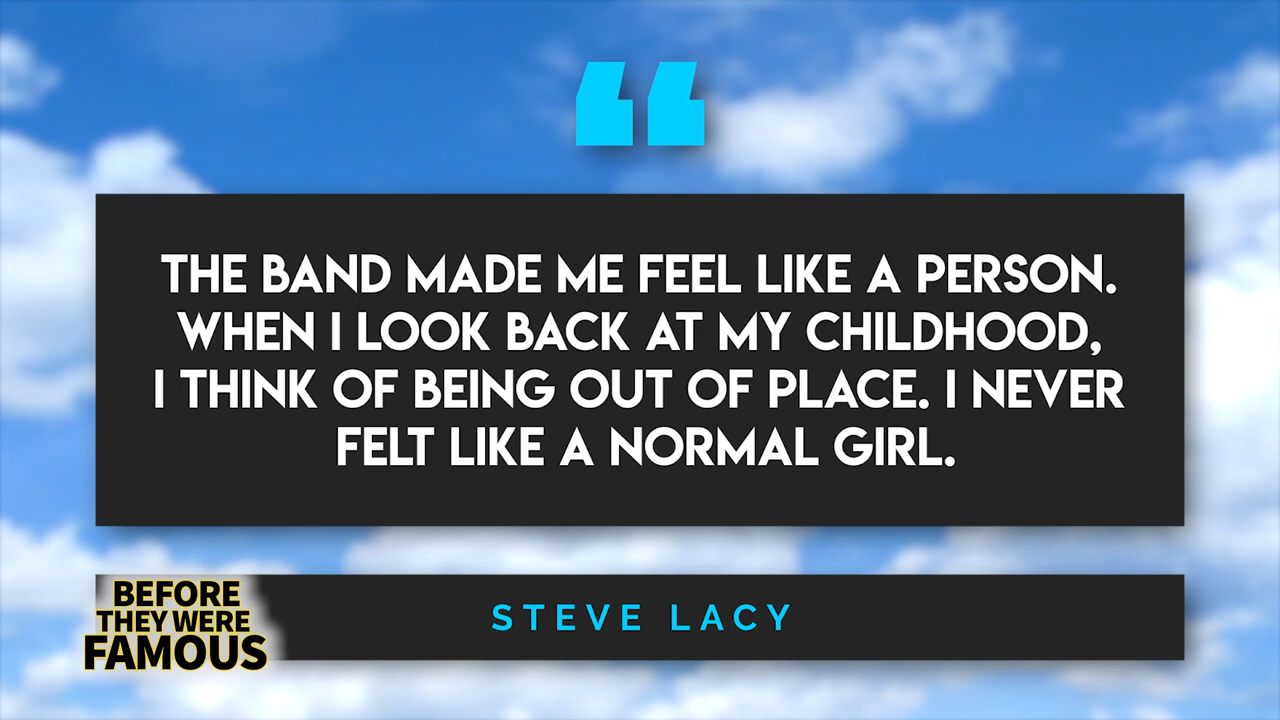 “
THE BAND MADE ME FEEL LIKE A PERSON.
WHEN I LOOK BACK AT MY CHILDHOOD,
I THINK OF BEING OUT OF PLACE. I NEVER
FELT LIKE A NORMAL GIRL.
STEVE LACY
BEFORE
THEY WERE
FAMOUS